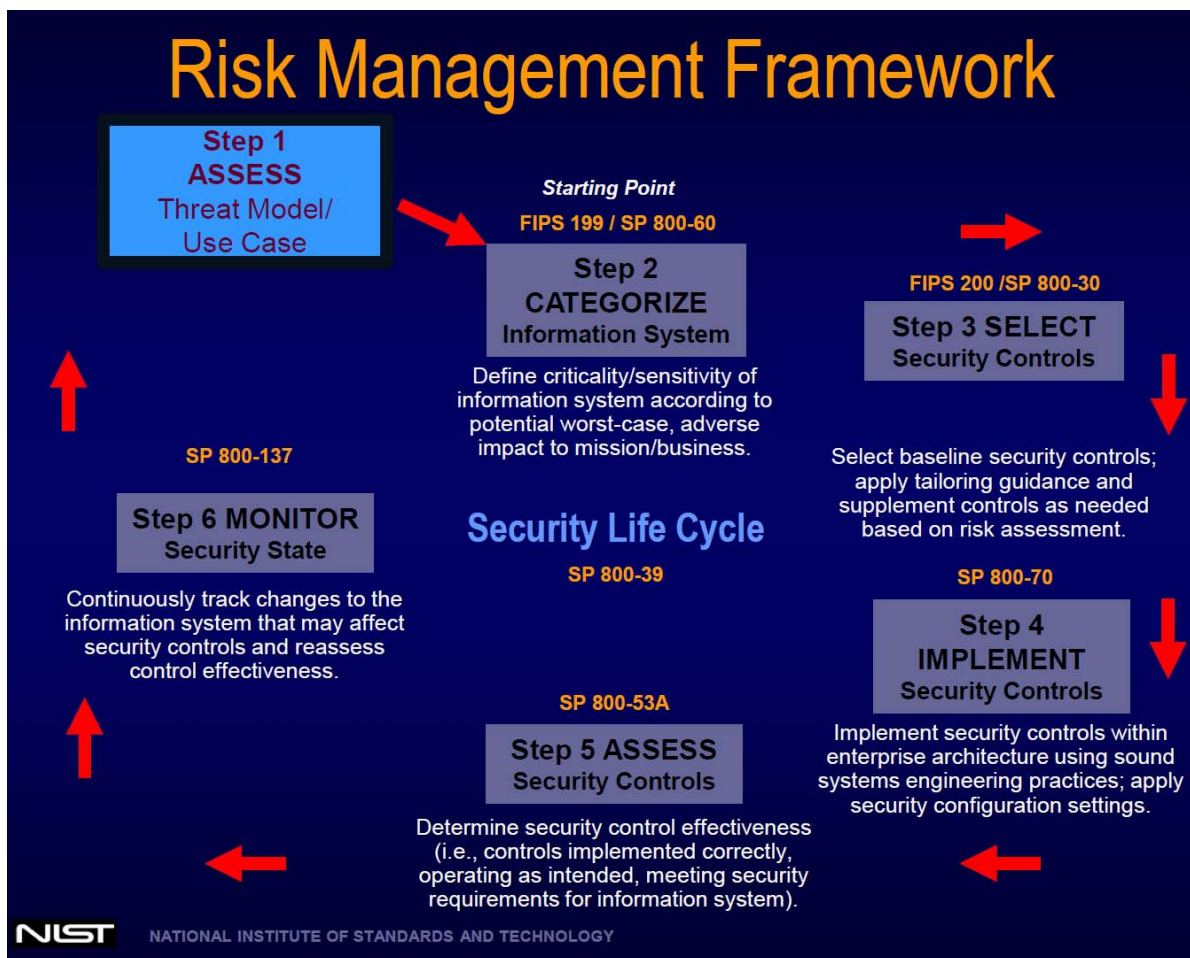 Risk Management Framework
Step 1
ASSESS
Threat Model/
Use Case
Starting Point
FIPS 199 / SP 800-60
Step 2
CATEGORIZE
Information System
Define criticality/sensitivity of
information system according to
potential worst-case, adverse
impact to mission/business.
FIPS 200 /SP 800-30
Step 3 SELECT
Security Controls
Select baseline security controls;
apply tailoring guidance and
supplement controls as needed
based on risk assessment.
SP 800-70
Step 4
IMPLEMENT
Security Controls
Implement security controls within
enterprise architecture using sound
systems engineering practices; apply
security configuration settings.
SP 800-53A
Step 5 ASSESS
Security Controls
Determine security control effectiveness
(i.e., controls implemented correctly,
operating as intended, meeting security
requirements for information system).
SP 800-137
Step 6 MONITOR
Security State
Continuously track changes to the
information system that may affect
security controls and reassess
control effectiveness.
Security Life Cycle
SP 800-39
NIST
NATIONAL INSTITUTE OF STANDARDS AND TECHNOLOGY